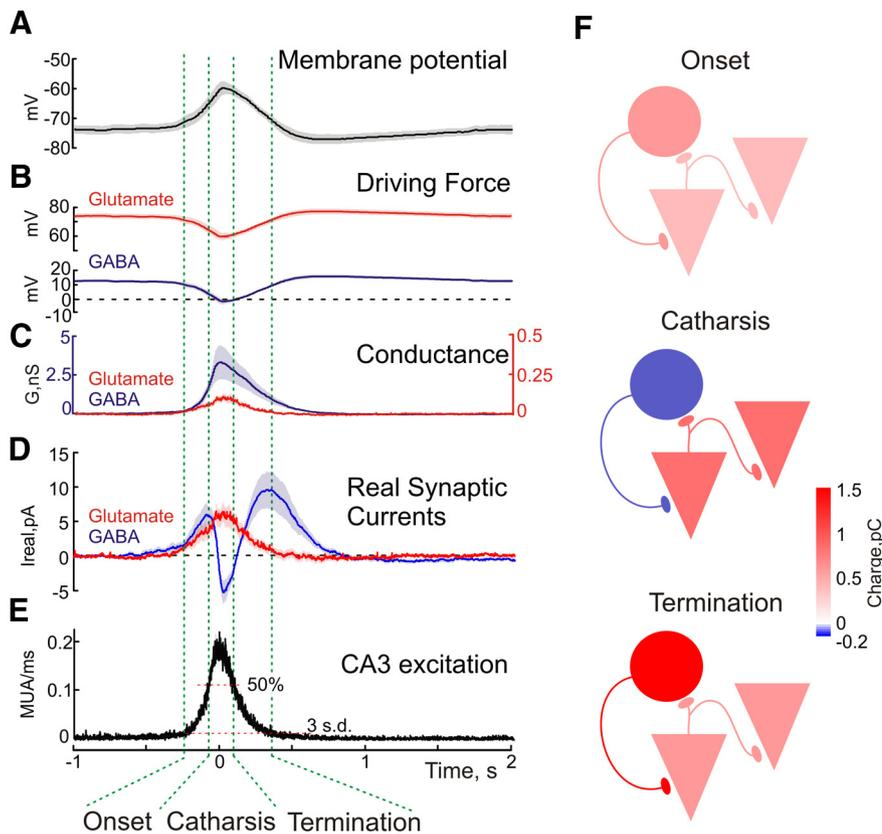 A
Membrane potential
-50
-60
-70
-80
mV
B
Driving Force
Glutamate
80
60
mV
GABA
20
10
0
-10
mV
C
Conductance
5
2.5
0
G,nS
Glutamate
GABA
0.5
0.25
0
D
Real Synaptic
Currents
15
10
5
0
-5
Ireal,pA
Glutamate
GABA
E
CA3 excitation
0.2
0.1
0
MUA/ms
50%
3 s.d.
-1
0
1
2
Time, s
Onset Catharsis Termination
F
Onset
Catharsis
Termination
1.5
1
0.5
0
-0.2
Charge,pC